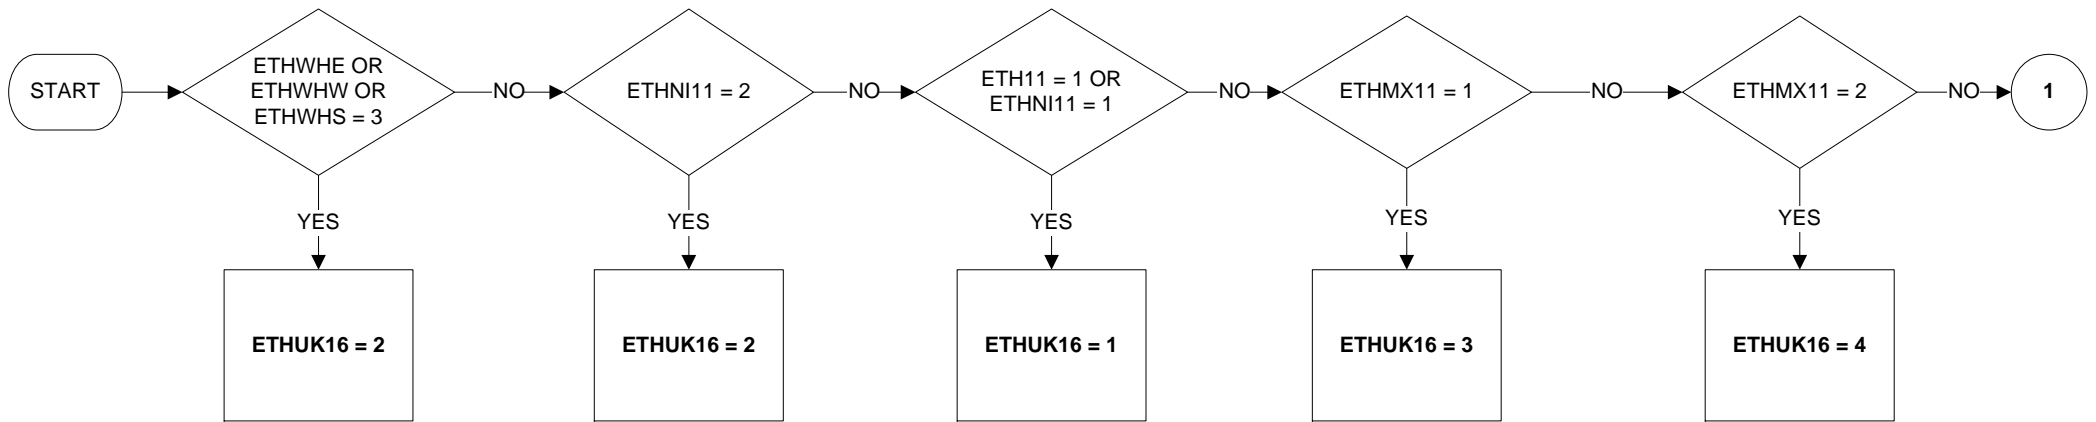 START
ETHWHE OR
ETHWHW OR
ETHWHS = 3
NO
ETHNI11 = 2
NO
ETH11 = 1 OR
ETHNI11 = 1
NO
ETHMX11 = 1
NO
ETHMX11 = 2
NO
1
YES
YES
YES
YES
YES
ETHUK16 = 2
ETHUK16 = 2
ETHUK16 = 1
ETHUK16 = 3
ETHUK16 = 4